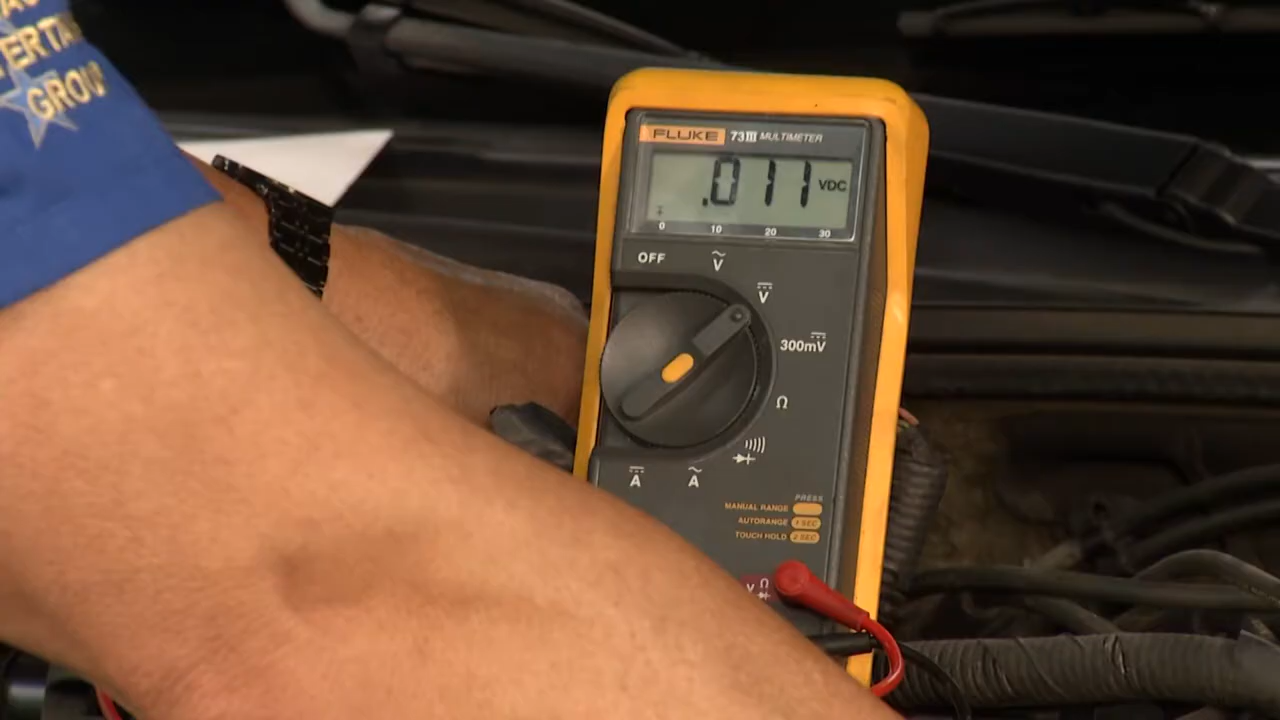 GROUP
FLUKE 73III MULTIMETER
.011 VDC
0 10 20 30
OFF
V
V
300mV
Ω
A
A
PRESS
MANUAL RANGE
AUTORANGE 1 SEC
TOUCH HOLD 2 SEC
V Ω